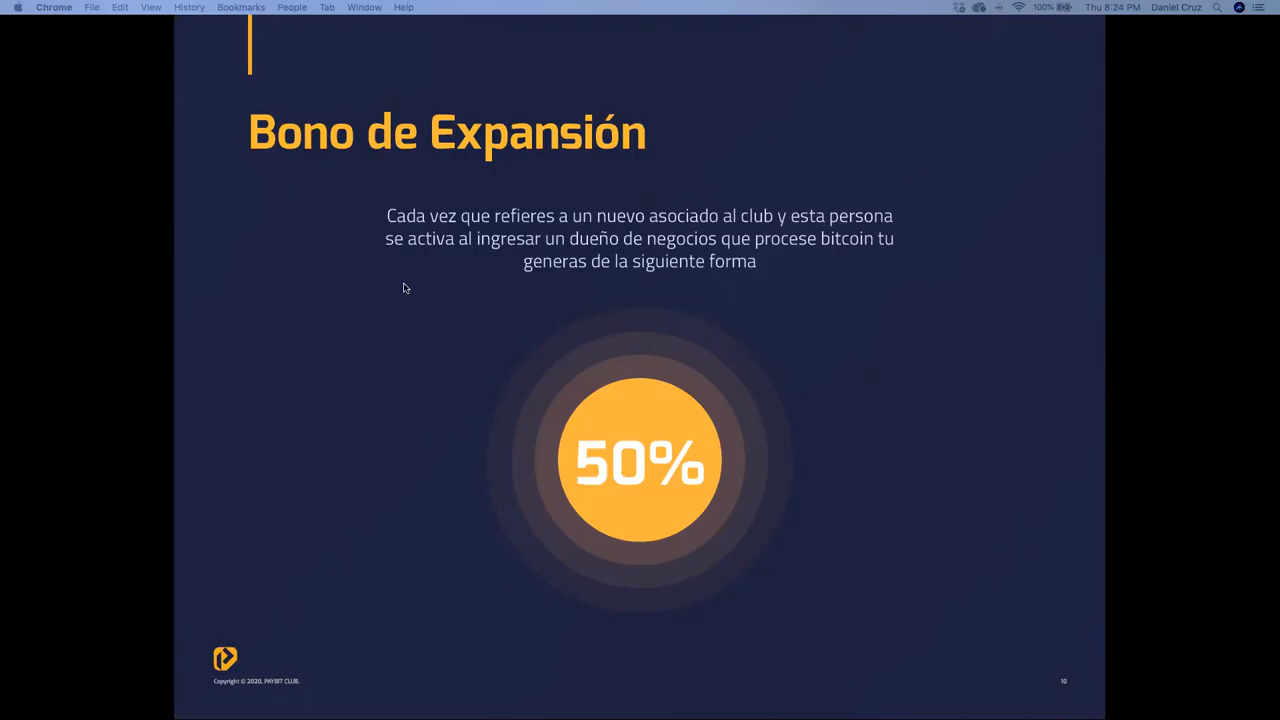 Chrome File Edit View History Bookmarks People Tab Window Help 100% Thu 8:24 PM Daniel Cruz
Bono de Expansión
Cada vez que refieres a un nuevo asociado al club y esta persona
se activa al ingresar un dueño de negocios que procese bitcoin tu
generas de la siguiente forma
50%
Copyright © 2020, PAYBIT CLUB.
10